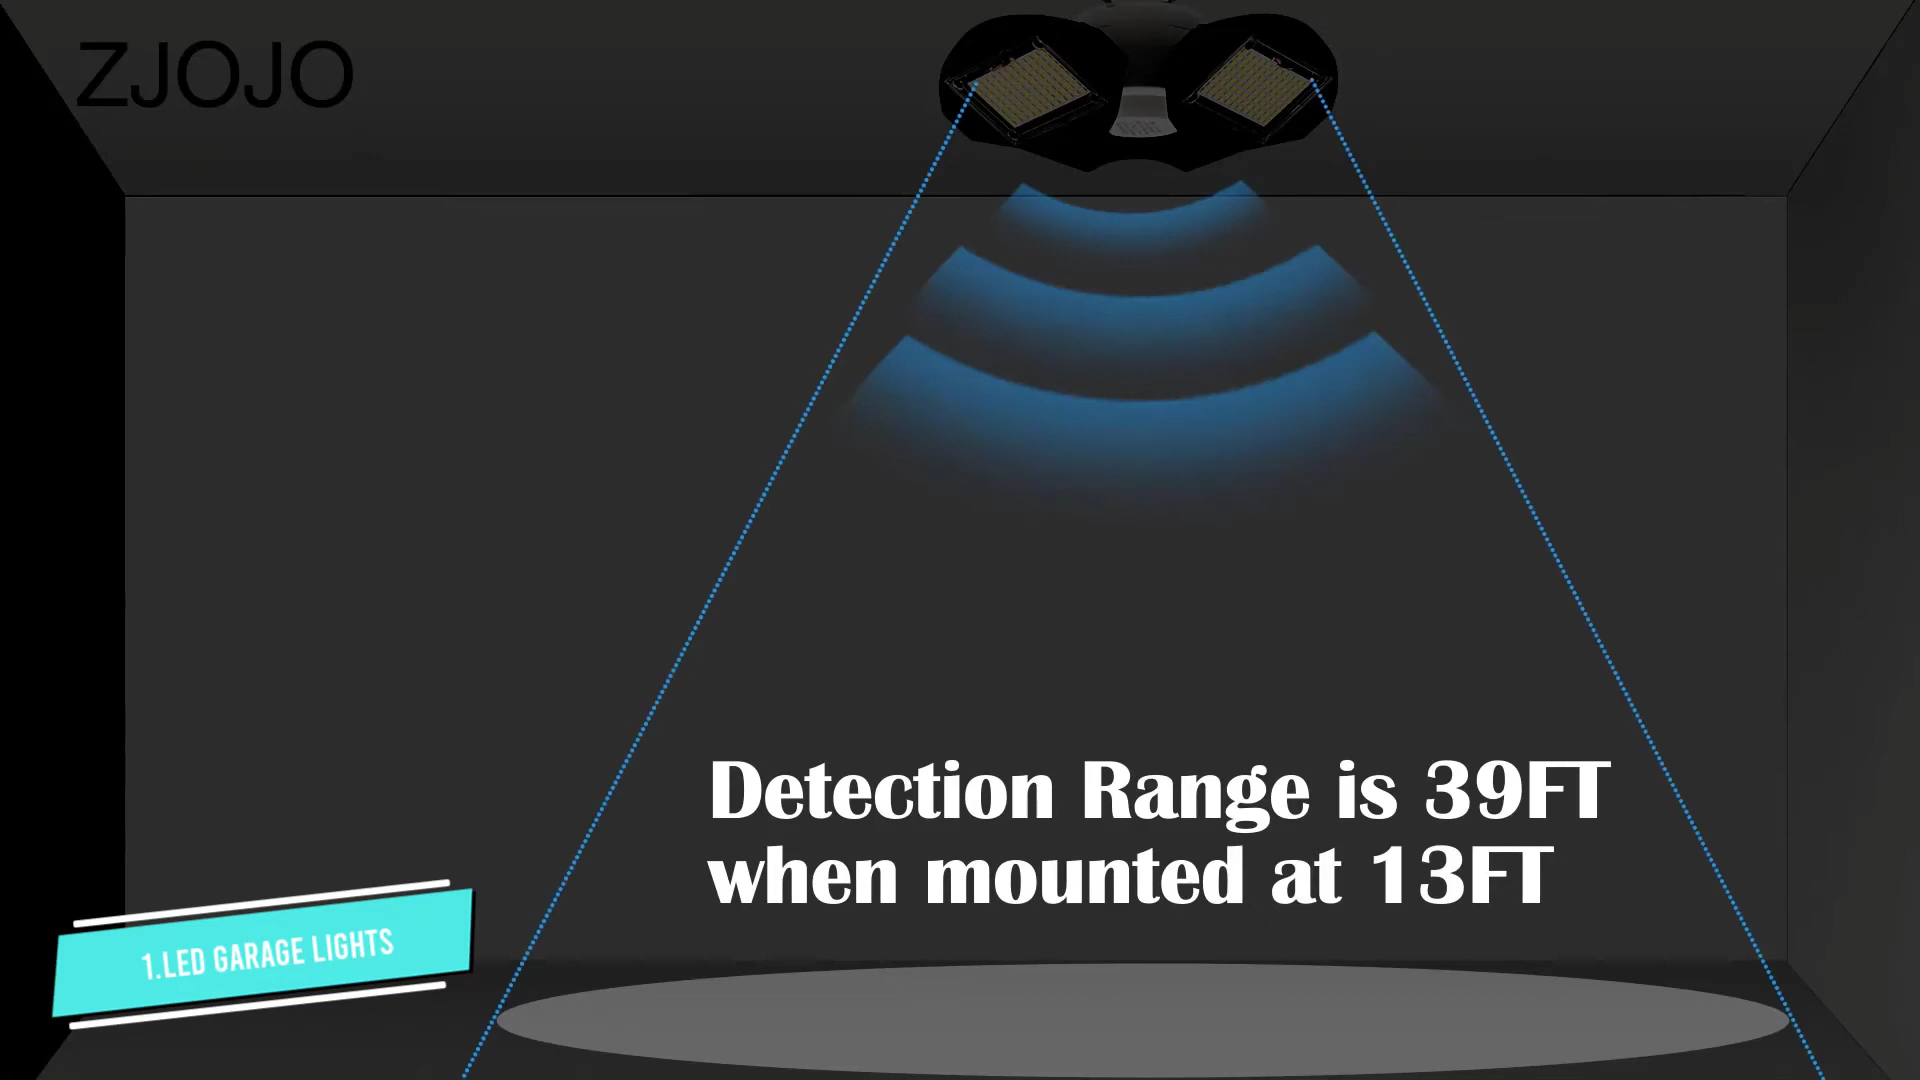 ZJOJO
Detection Range is 39FT
when mounted at 13FT
1.LED GARAGE LIGHTS